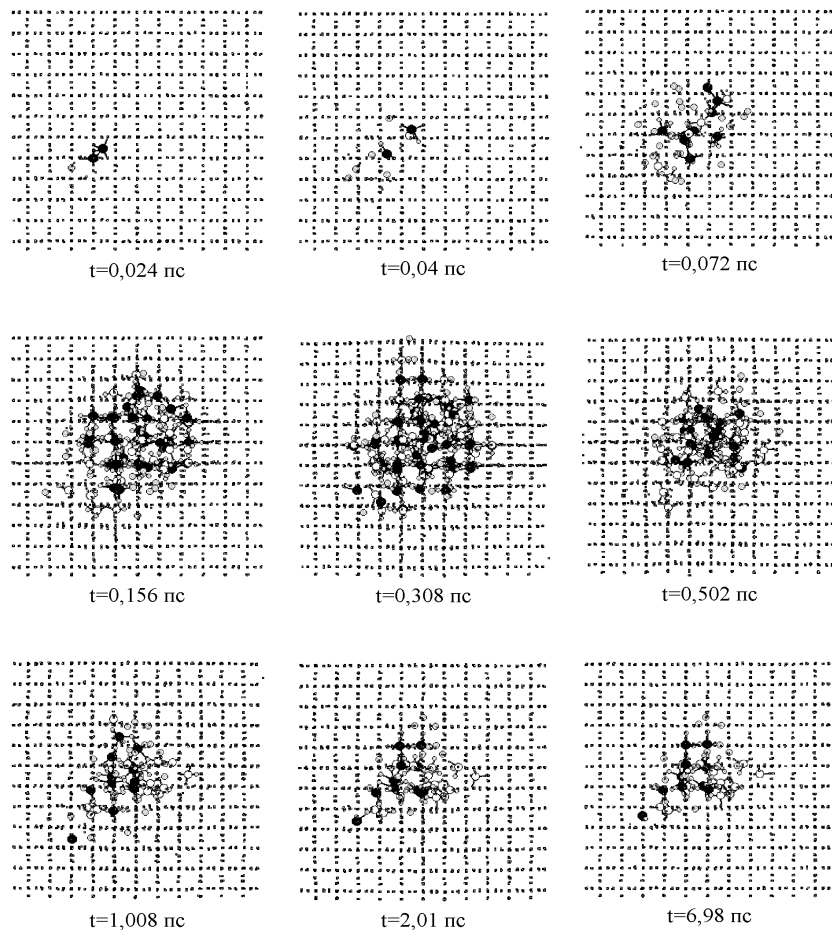 t=0,024 пс
t=0,04 пс
t=0,072 пс
t=0,156 пс
t=0,308 пс
t=0,502 пс
t=1,008 пс
t=2,01 пс
t=6,98 пс